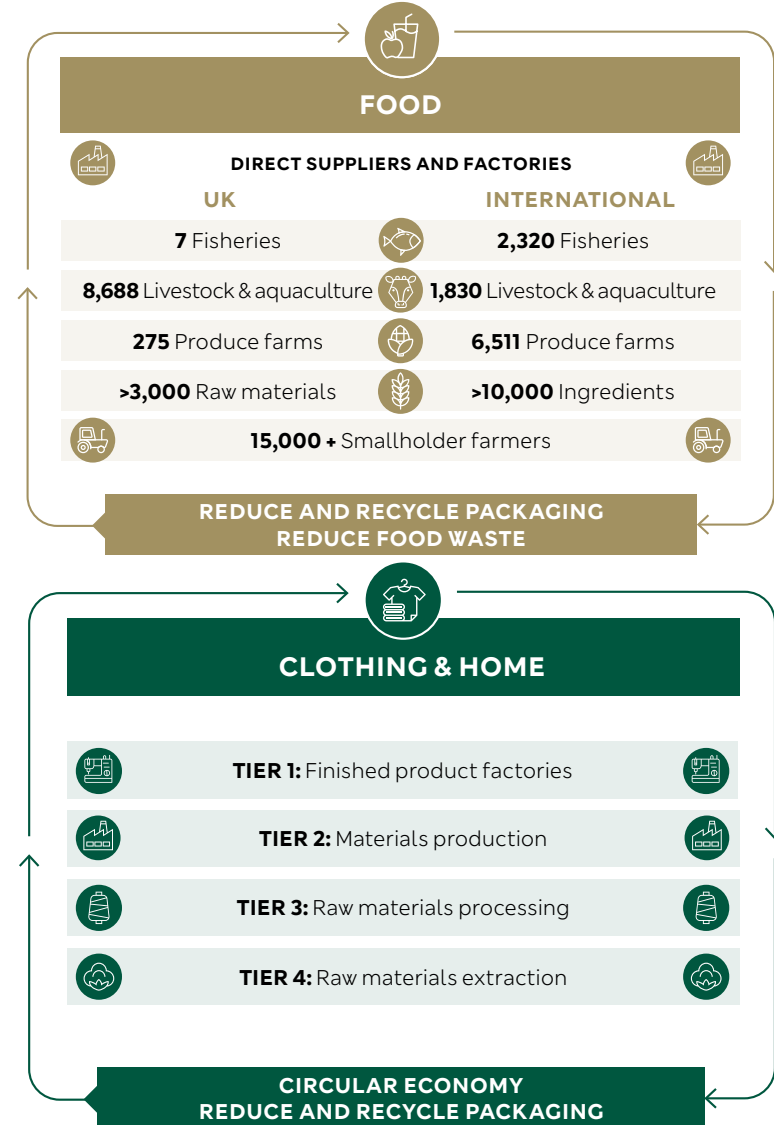 FOOD
DIRECT SUPPLIERS AND FACTORIES
UK INTERNATIONAL
7 Fisheries 2,320 Fisheries
8,688 Livestock & aquaculture 1,830 Livestock & aquaculture
275 Produce farms 6,511 Produce farms
>3,000 Raw materials >10,000 Ingredients
15,000 + Smallholder farmers
REDUCE AND RECYCLE PACKAGING
REDUCE FOOD WASTE
CLOTHING & HOME
TIER 1: Finished product factories
TIER 2: Materials production
TIER 3: Raw materials processing
TIER 4: Raw materials extraction
CIRCULAR ECONOMY
REDUCE AND RECYCLE PACKAGING